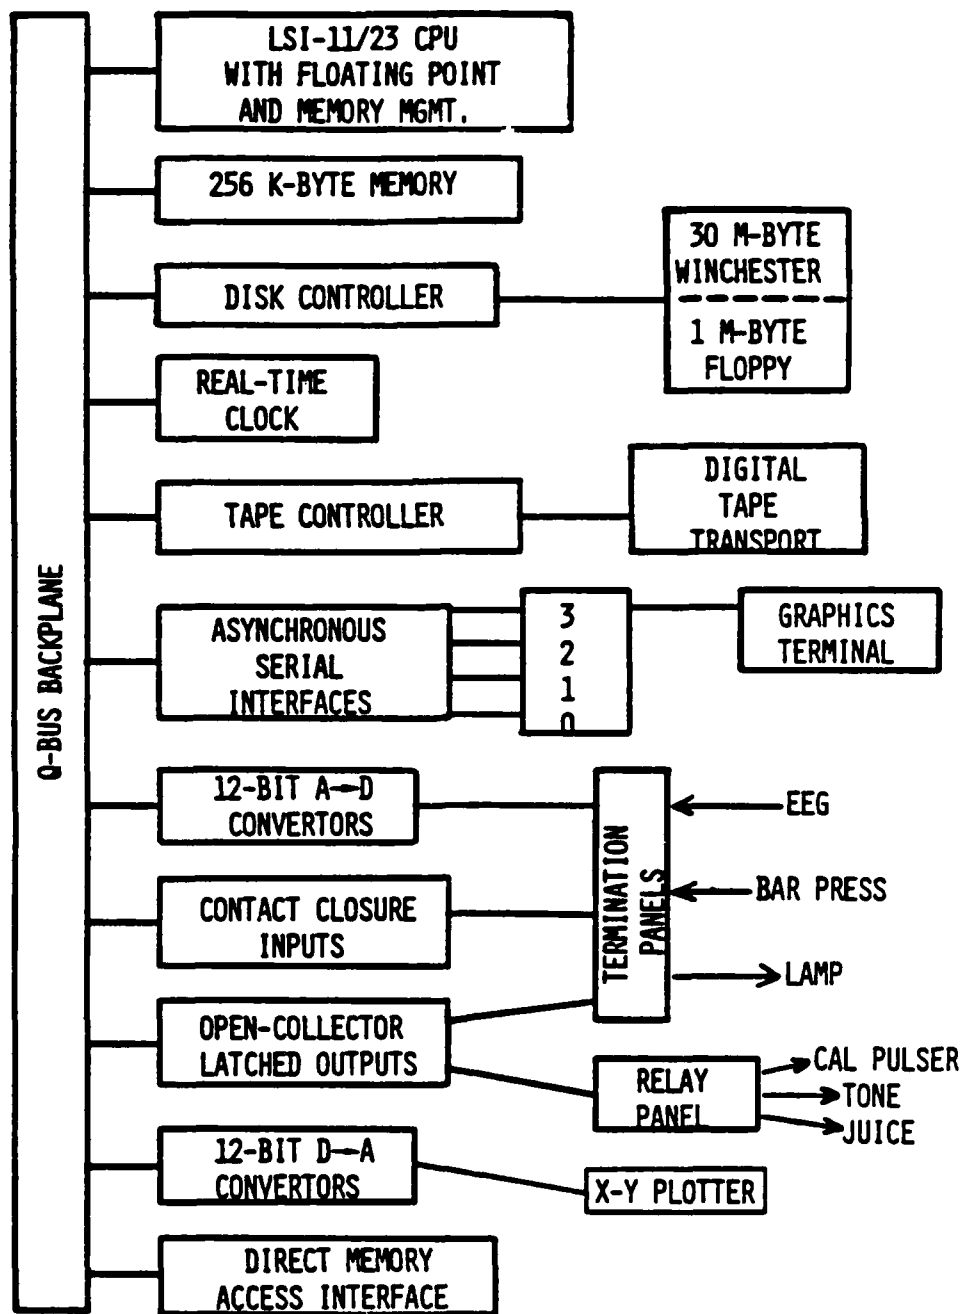 LSI-11/23 CPU
WITH FLOATING POINT
AND MEMORY MGMT.
256 K-BYTE MEMORY
30 M-BYTE
WINCHESTER
1 M-BYTE
FLOPPY
DISK CONTROLLER
REAL-TIME
CLOCK
DIGITAL
TAPE
TRANSPORT
TAPE CONTROLLER
Q-BUS BACKPLANE
ASYNCHRONOUS
SERIAL
INTERFACES
3
2
1
0
GRAPHICS
TERMINAL
12-BIT A→D
CONVERTORS
TERMINATION
PANELS
EEG
BAR PRESS
LAMP
CONTACT CLOSURE
INPUTS
OPEN-COLLECTOR
LATCHED OUTPUTS
RELAY
PANEL
CAL PULSER
TONE
JUICE
12-BIT D→A
CONVERTORS
X-Y PLOTTER
DIRECT MEMORY
ACCESS INTERFACE